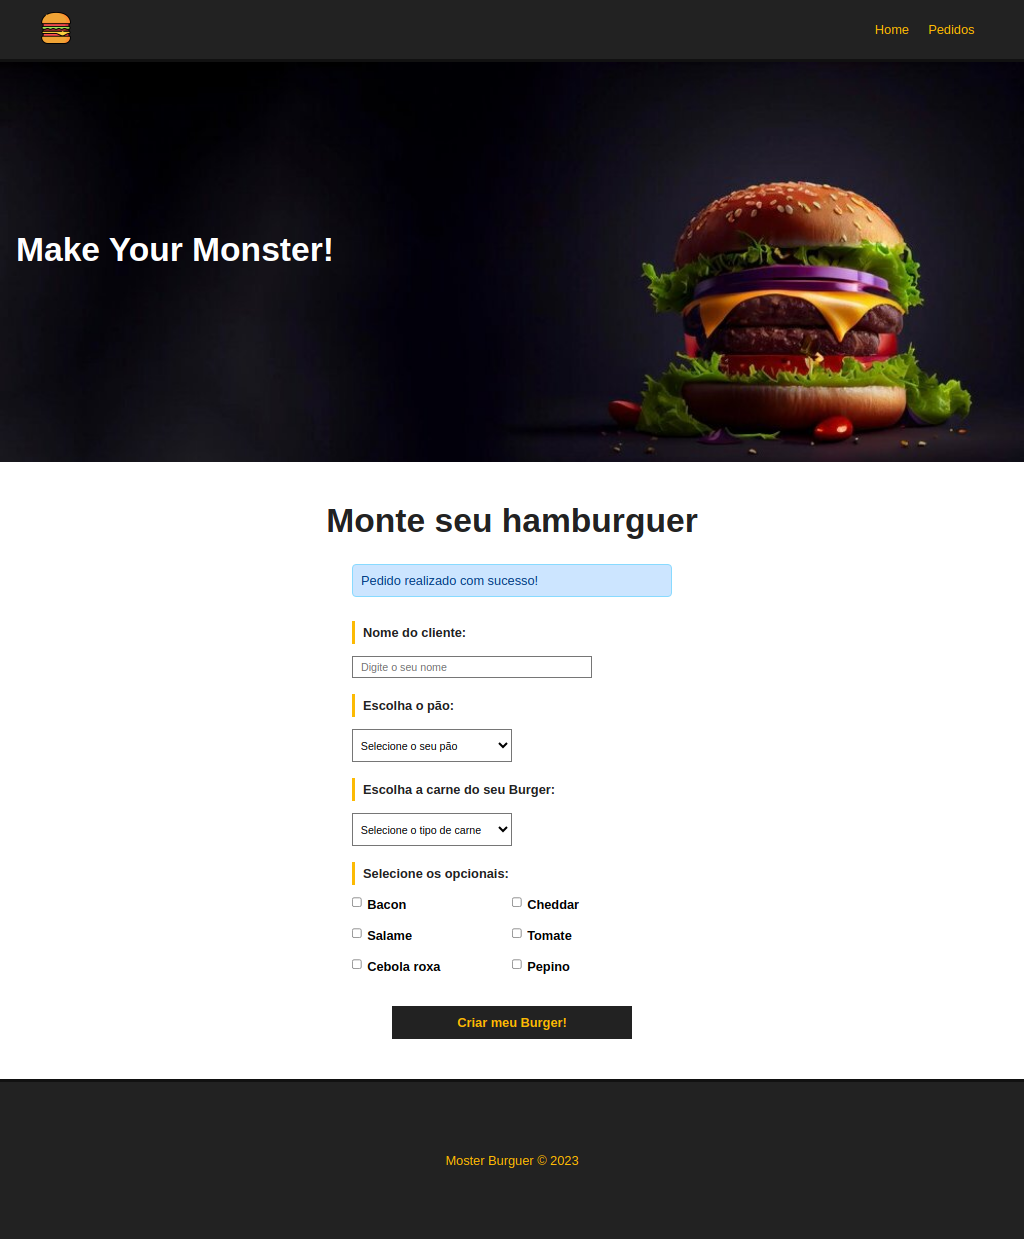 Home Pedidos
Make Your Monster!
Monte seu hamburguer
Pedido realizado com sucesso!
Nome do cliente:
Digite o seu nome
Escolha o pão:
Selecione o seu pão
Escolha a carne do seu Burger:
Selecione o tipo de carne
Selecione os opcionais:
Bacon Cheddar
Salame Tomate
Cebola roxa Pepino
Criar meu Burger!
Moster Burguer © 2023